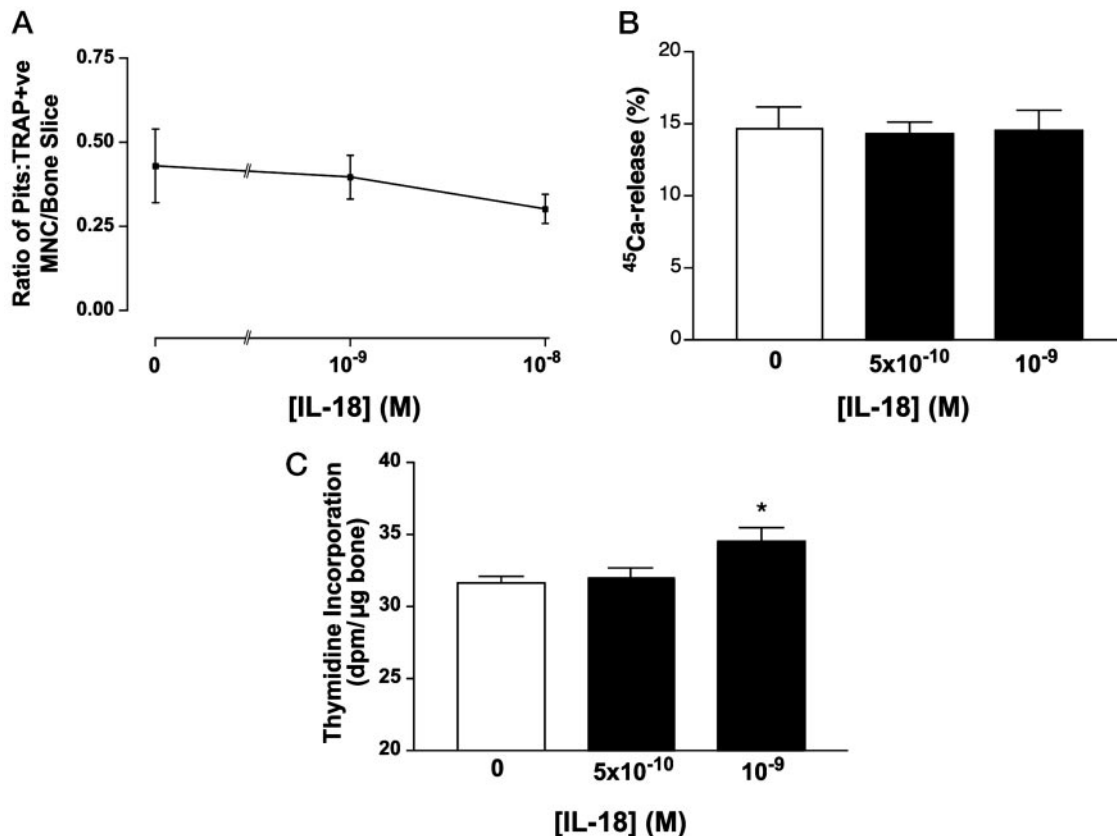 A
Ratio of Pits:TRAP+ve
MNC/Bone Slice
0.75
0.50
0.25
0.00
0
10⁻⁹
10⁻⁸
[IL-18] (M)
B
⁴⁵Ca-release (%)
20
15
10
5
0
0
5x10⁻¹⁰
10⁻⁹
[IL-18] (M)
C
Thymidine Incorporation
(dpm/µg bone)
40
35
30
25
20
*
0
5x10⁻¹⁰
10⁻⁹
[IL-18] (M)